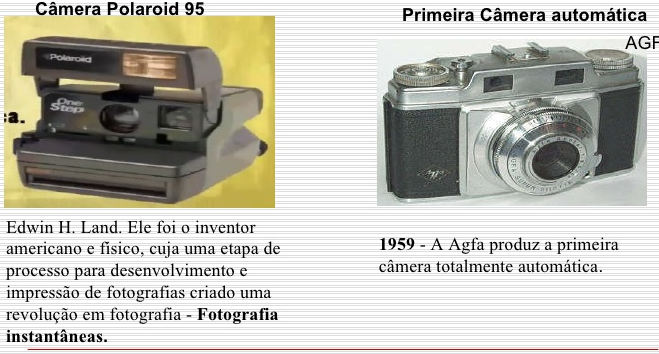 Câmera Polaroid 95
Polaroid
One
Step
ca.
Edwin H. Land. Ele foi o inventor
americano e físico, cuja uma etapa de
processo para desenvolvimento e
impressão de fotografias criado uma
revolução em fotografia - Fotografia
instantâneas.
Primeira Câmera automática
AGF
Agfa
1959 - A Agfa produz a primeira
câmera totalmente automática.